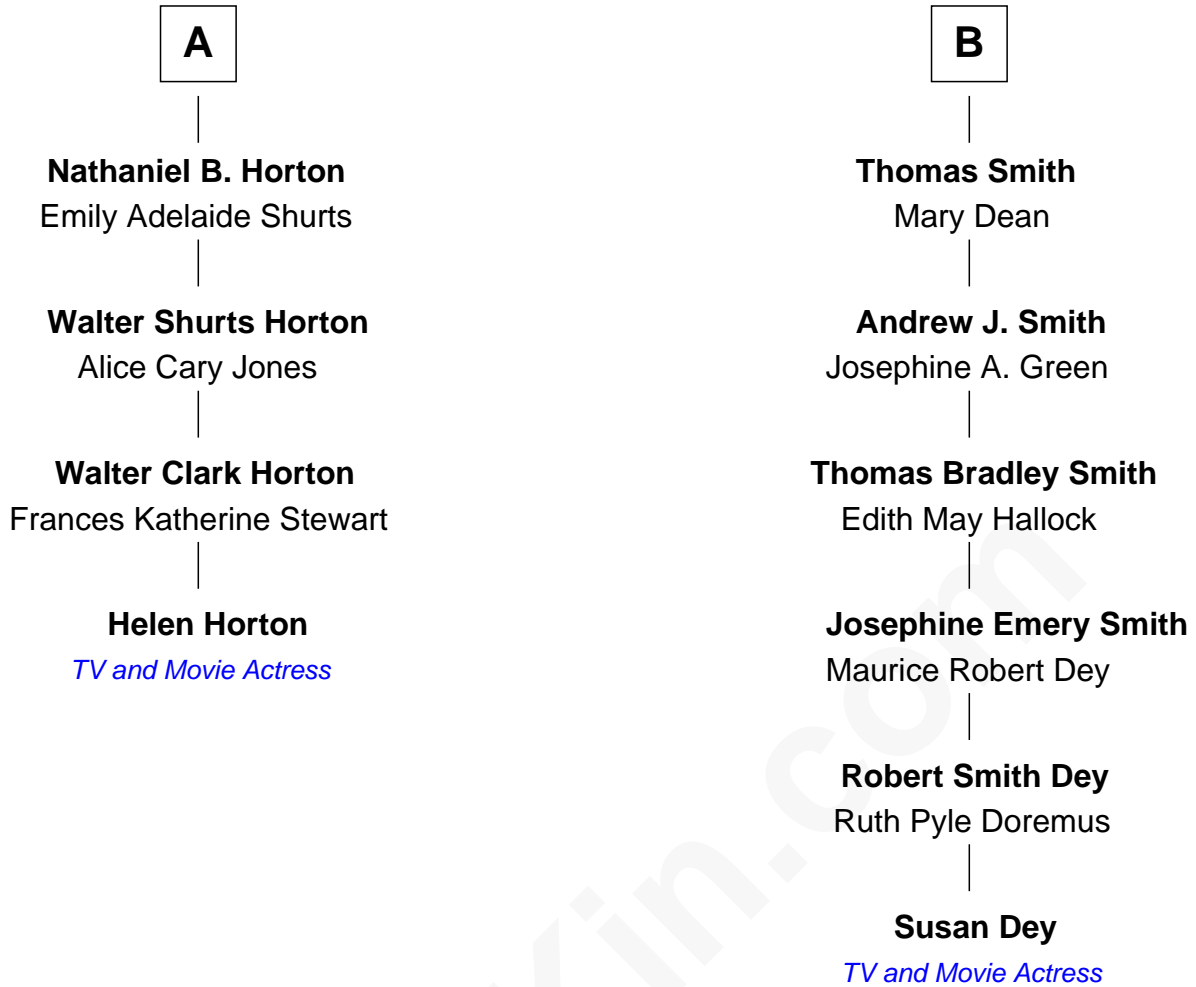 A
Nathaniel B. Horton
Emily Adelaide Shurts
Walter Shurts Horton
Alice Cary Jones
Walter Clark Horton
Frances Katherine Stewart
Helen Horton
TV and Movie Actress
B
Thomas Smith
Mary Dean
Andrew J. Smith
Josephine A. Green
Thomas Bradley Smith
Edith May Hallock
Josephine Emery Smith
Maurice Robert Dey
Robert Smith Dey
Ruth Pyle Doremus
Susan Dey
TV and Movie Actress
Kin.com